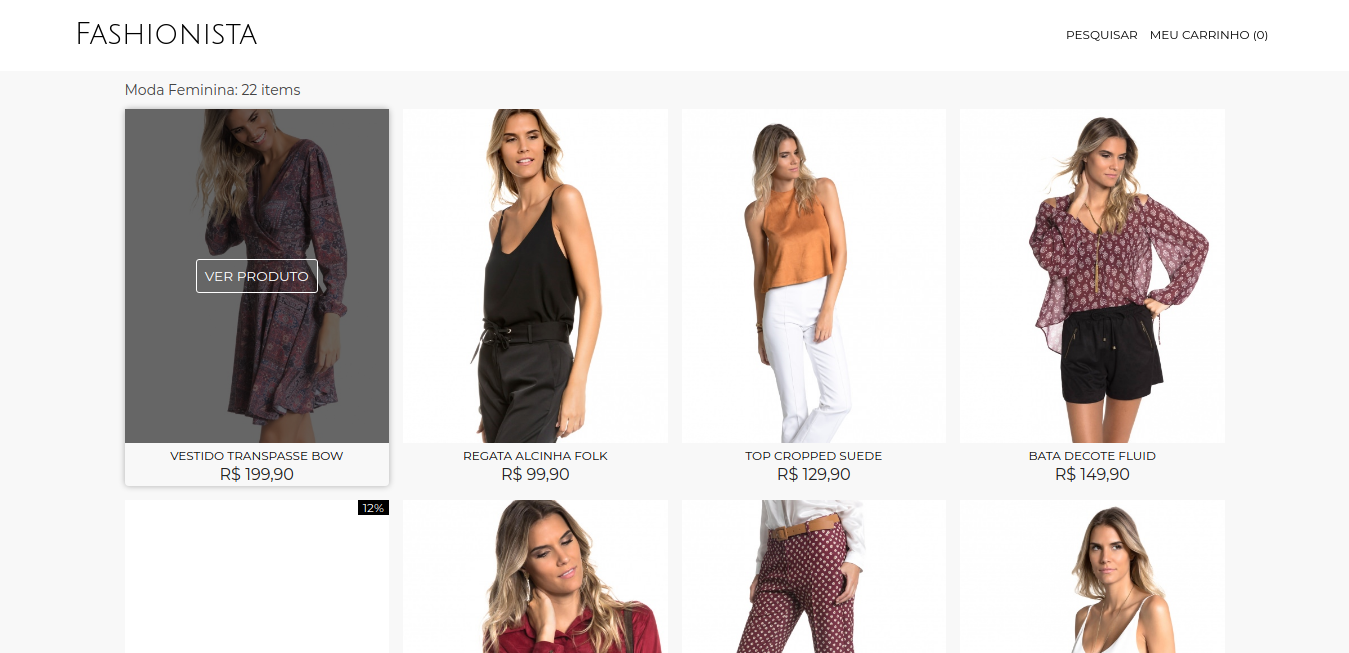 FASHIONISTA
PESQUISAR MEU CARRINHO (0)
Moda Feminina: 22 items
VER PRODUTO
VESTIDO TRANSPASSE BOW
R$ 199,90
REGATA ALCINHA FOLK
R$ 99,90
TOP CROPPED SUEDE
R$ 129,90
BATA DECOTE FLUID
R$ 149,90
12%